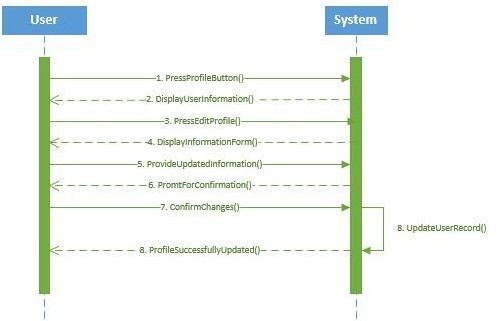 User
System
1. PressProfileButton()
2. DisplayUserInformation()
3. PressEditProfile()
4. DisplayInformationForm()
5. ProvideUpdatedInformation()
6. PromtForConfirmation()
7. ConfirmChanges()
8. UpdateUserRecord()
8. ProfileSuccessfullyUpdated()